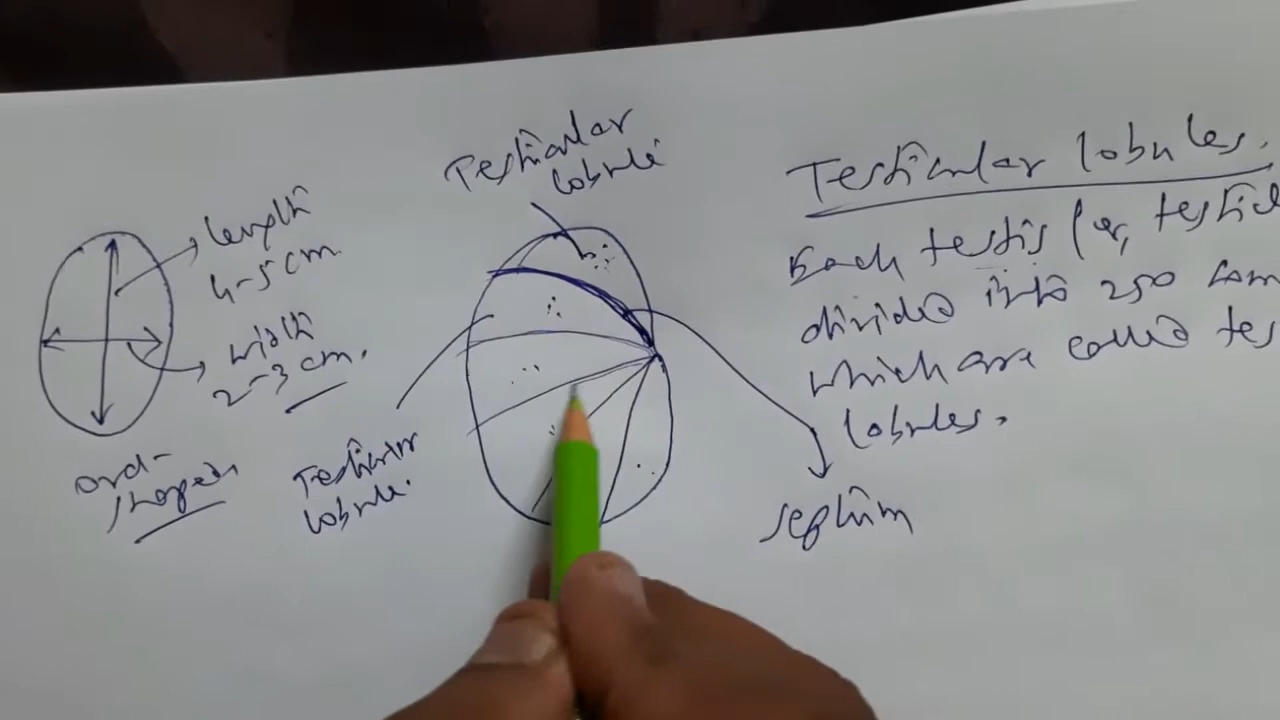 length
4-5 cm.
width
2-3 cm.
oval-
shaped
Testicular
lobule
Testicular
lobule.
septum
Testicular lobules.
Each testis (or, testicl
divided into 250 com
which are called tes
lobules.